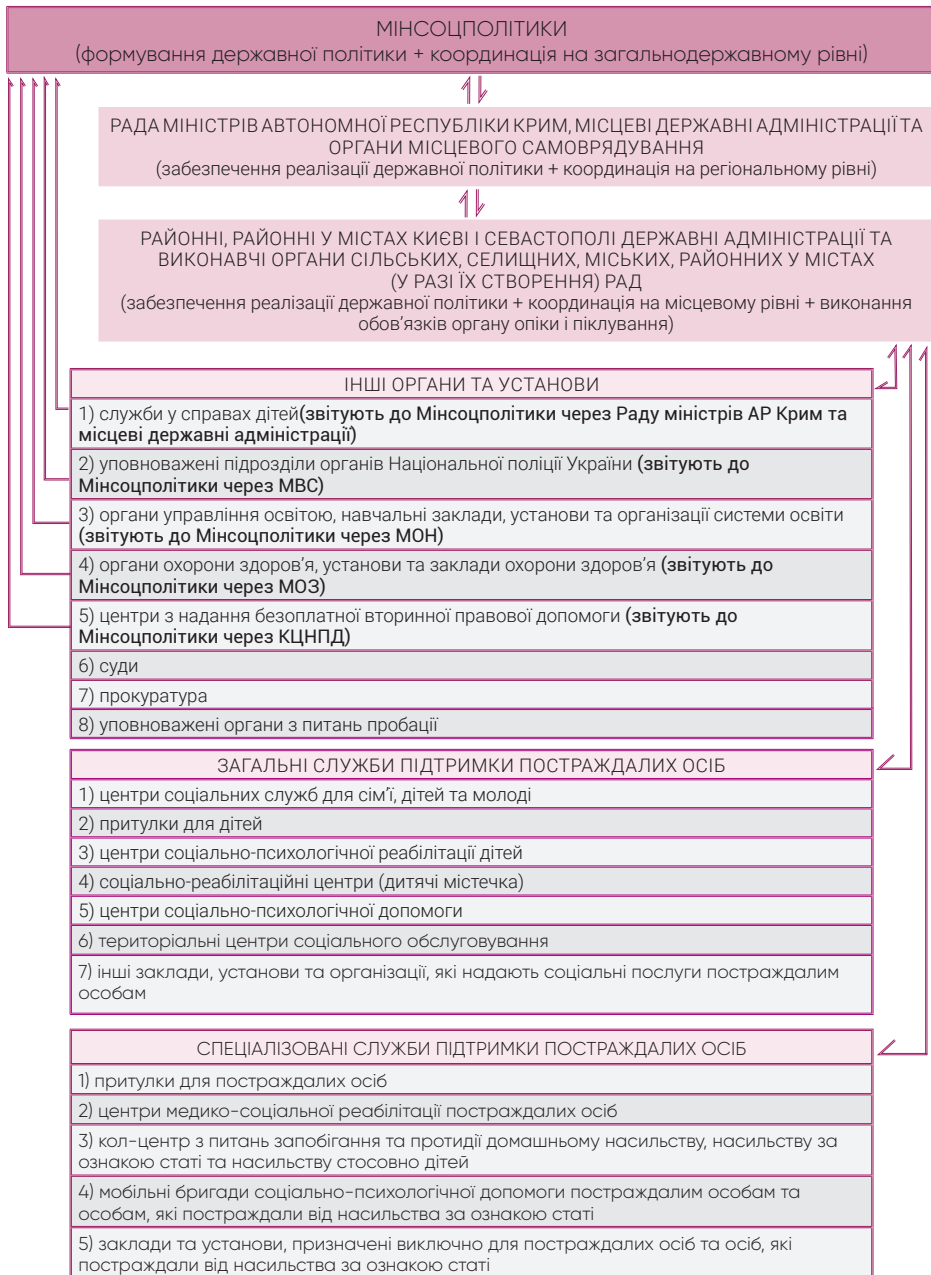 МІНСОЦПОЛІТИКИ
(формування державної політики + координація на загальнодержавному рівні)
РАДА МІНІСТРІВ АВТОНОМНОЇ РЕСПУБЛІКИ КРИМ, МІСЦЕВІ ДЕРЖАВНІ АДМІНІСТРАЦІЇ ТА
ОРГАНИ МІСЦЕВОГО САМОВРЯДУВАННЯ
(забезпечення реалізації державної політики + координація на регіональному рівні)
РАЙОННІ, РАЙОННІ У МІСТАХ КИЄВІ І СЕВАСТОПОЛІ ДЕРЖАВНІ АДМІНІСТРАЦІЇ ТА
ВИКОНАВЧІ ОРГАНИ СІЛЬСЬКИХ, СЕЛИЩНИХ, МІСЬКИХ, РАЙОННИХ У МІСТАХ
(У РАЗІ ЇХ СТВОРЕННЯ) РАД
(забезпечення реалізації державної політики + координація на місцевому рівні + виконання
обов’язків органу опіки і піклування)
ІНШІ ОРГАНИ ТА УСТАНОВИ
1) служби у справах дітей(звітують до Мінсоцполітики через Раду міністрів АР Крим та
місцеві державні адміністрації)
2) уповноважені підрозділи органів Національної поліції України (звітують до
Мінсоцполітики через МВС)
3) органи управління освітою, навчальні заклади, установи та організації системи освіти
(звітують до Мінсоцполітики через МОН)
4) органи охорони здоров’я, установи та заклади охорони здоров’я (звітують до
Мінсоцполітики через МОЗ)
5) центри з надання безоплатної вторинної правової допомоги (звітують до
Мінсоцполітики через КЦНПД)
6) суди
7) прокуратура
8) уповноважені органи з питань пробації
ЗАГАЛЬНІ СЛУЖБИ ПІДТРИМКИ ПОСТРАЖДАЛИХ ОСІБ
1) центри соціальних служб для сім’ї, дітей та молоді
2) притулки для дітей
3) центри соціально-психологічної реабілітації дітей
4) соціально-реабілітаційні центри (дитячі містечка)
5) центри соціально-психологічної допомоги
6) територіальні центри соціального обслуговування
7) інші заклади, установи та організації, які надають соціальні послуги постраждалим
особам
СПЕЦІАЛІЗОВАНІ СЛУЖБИ ПІДТРИМКИ ПОСТРАЖДАЛИХ ОСІБ
1) притулки для постраждалих осіб
2) центри медико-соціальної реабілітації постраждалих осіб
3) кол-центр з питань запобігання та протидії домашньому насильству, насильству за
ознакою статі та насильству стосовно дітей
4) мобільні бригади соціально-психологічної допомоги постраждалим особам та
особам, які постраждали від насильства за ознакою статі
5) заклади та установи, призначені виключно для постраждалих осіб та осіб, які
постраждали від насильства за ознакою статі